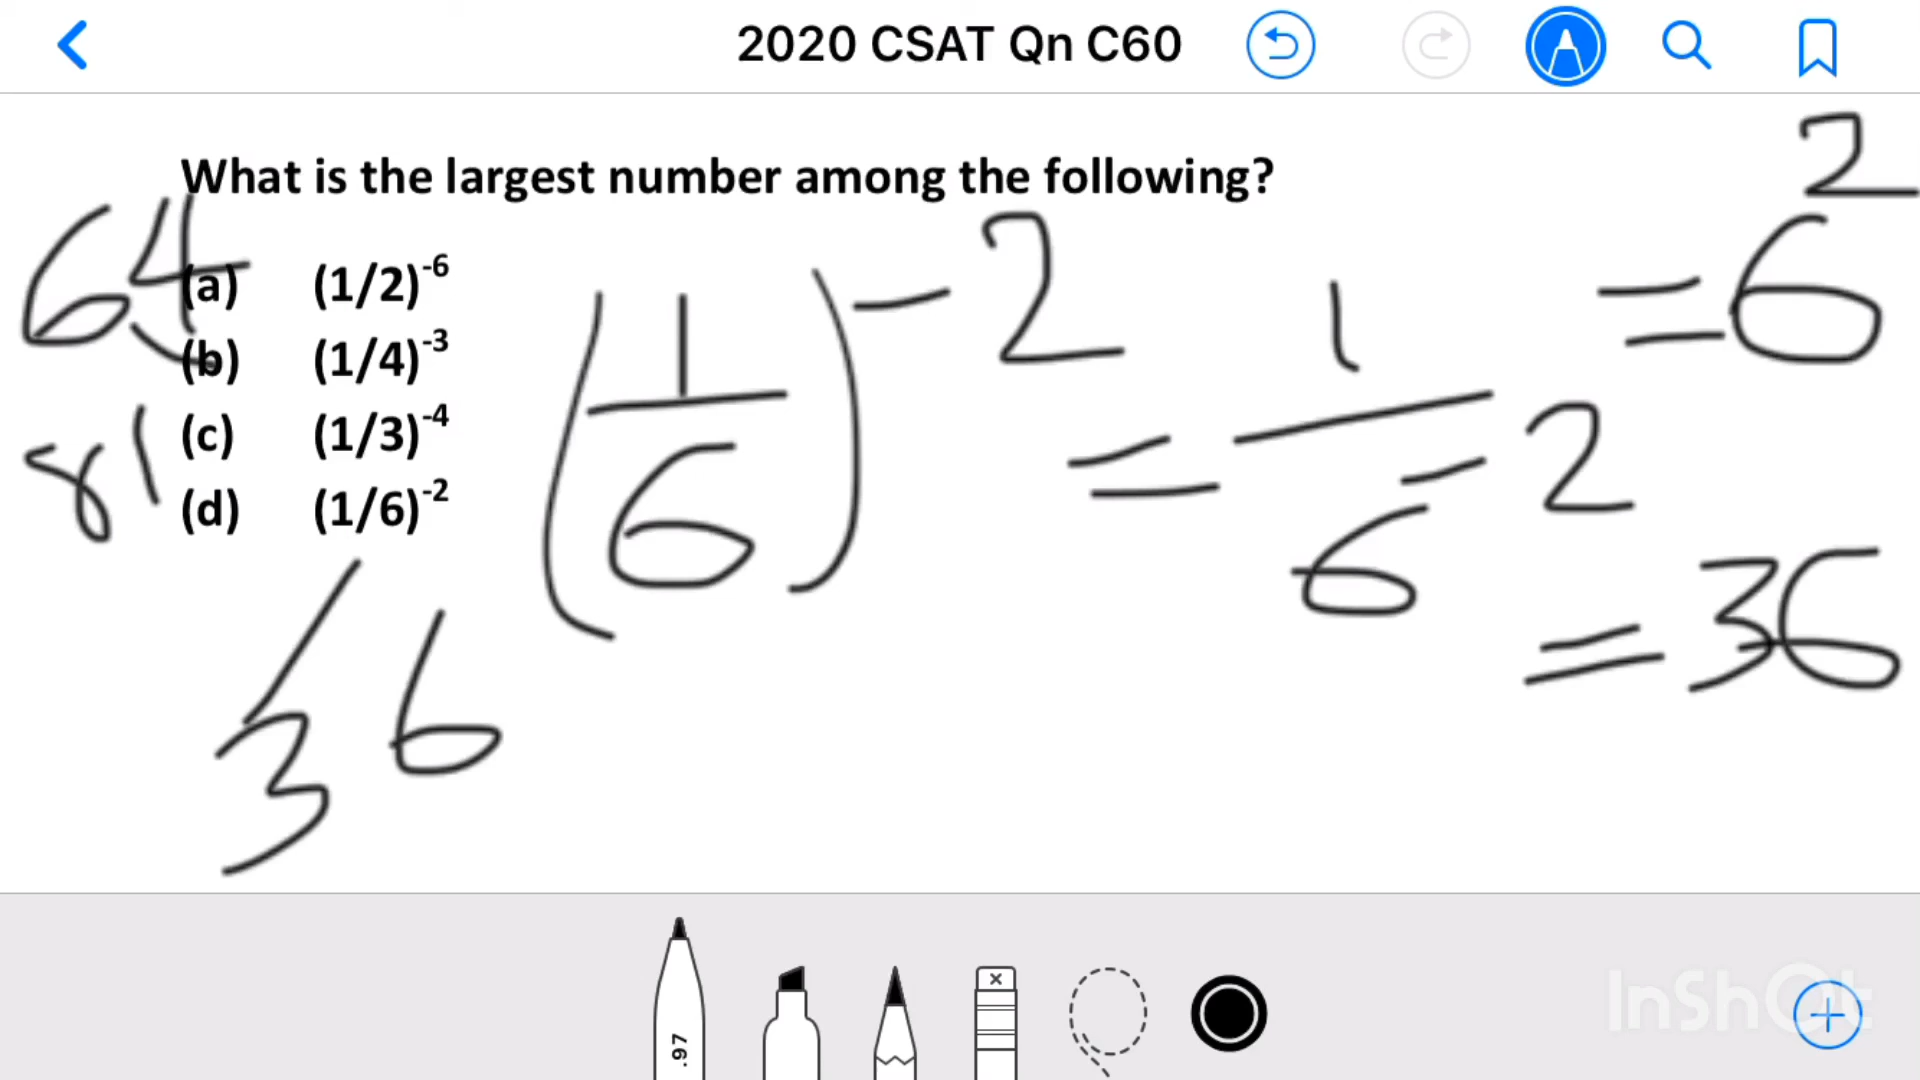 2020 CSAT Qn C60
What is the largest number among the following?
64
(a) (1/2)^-6
(b) (1/4)^-3
81
(c) (1/3)^-4
(d) (1/6)^-2
36
(1/6)^-2 = 1/6^-2 = 6^2
= 36
.97
InShOt